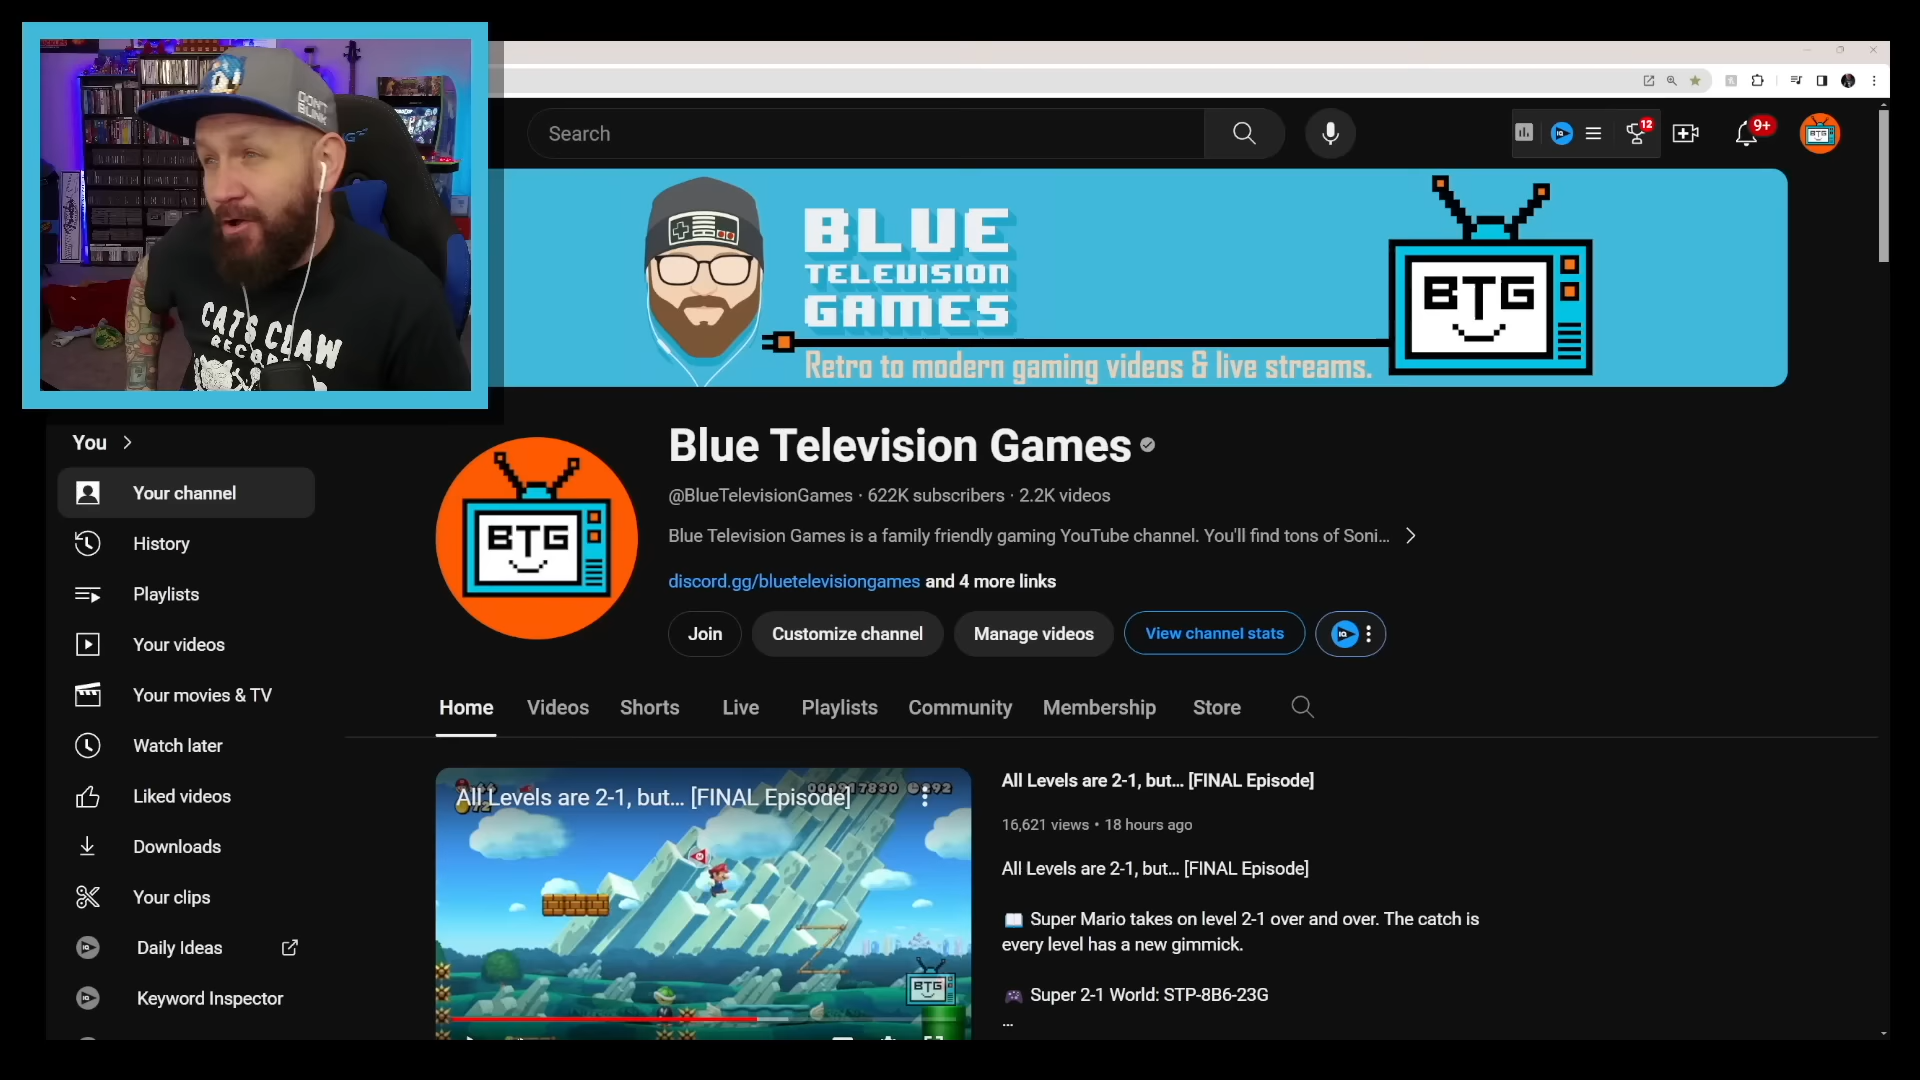 DON'T
BLINK
CATS CLAW
Search
12
9+
BLUE
TELEVISION
GAMES
Retro to modern gaming videos & live streams.
BTG
You
Your channel
History
Playlists
Your videos
Your movies & TV
Watch later
Liked videos
Downloads
Your clips
Daily Ideas
Keyword Inspector
BTG
Blue Television Games
@BlueTelevisionGames · 622K subscribers · 2.2K videos
Blue Television Games is a family friendly gaming YouTube channel. You'll find tons of Soni...
discord.gg/bluetelevisiongames and 4 more links
Join
Customize channel
Manage videos
View channel stats
Home
Videos
Shorts
Live
Playlists
Community
Membership
Store
All Levels are 2-1, but... [FINAL Episode]
BTG
All Levels are 2-1, but... [FINAL Episode]
16,621 views • 18 hours ago
All Levels are 2-1, but... [FINAL Episode]
Super Mario takes on level 2-1 over and over. The catch is
every level has a new gimmick.
Super 2-1 World: STP-8B6-23G
...